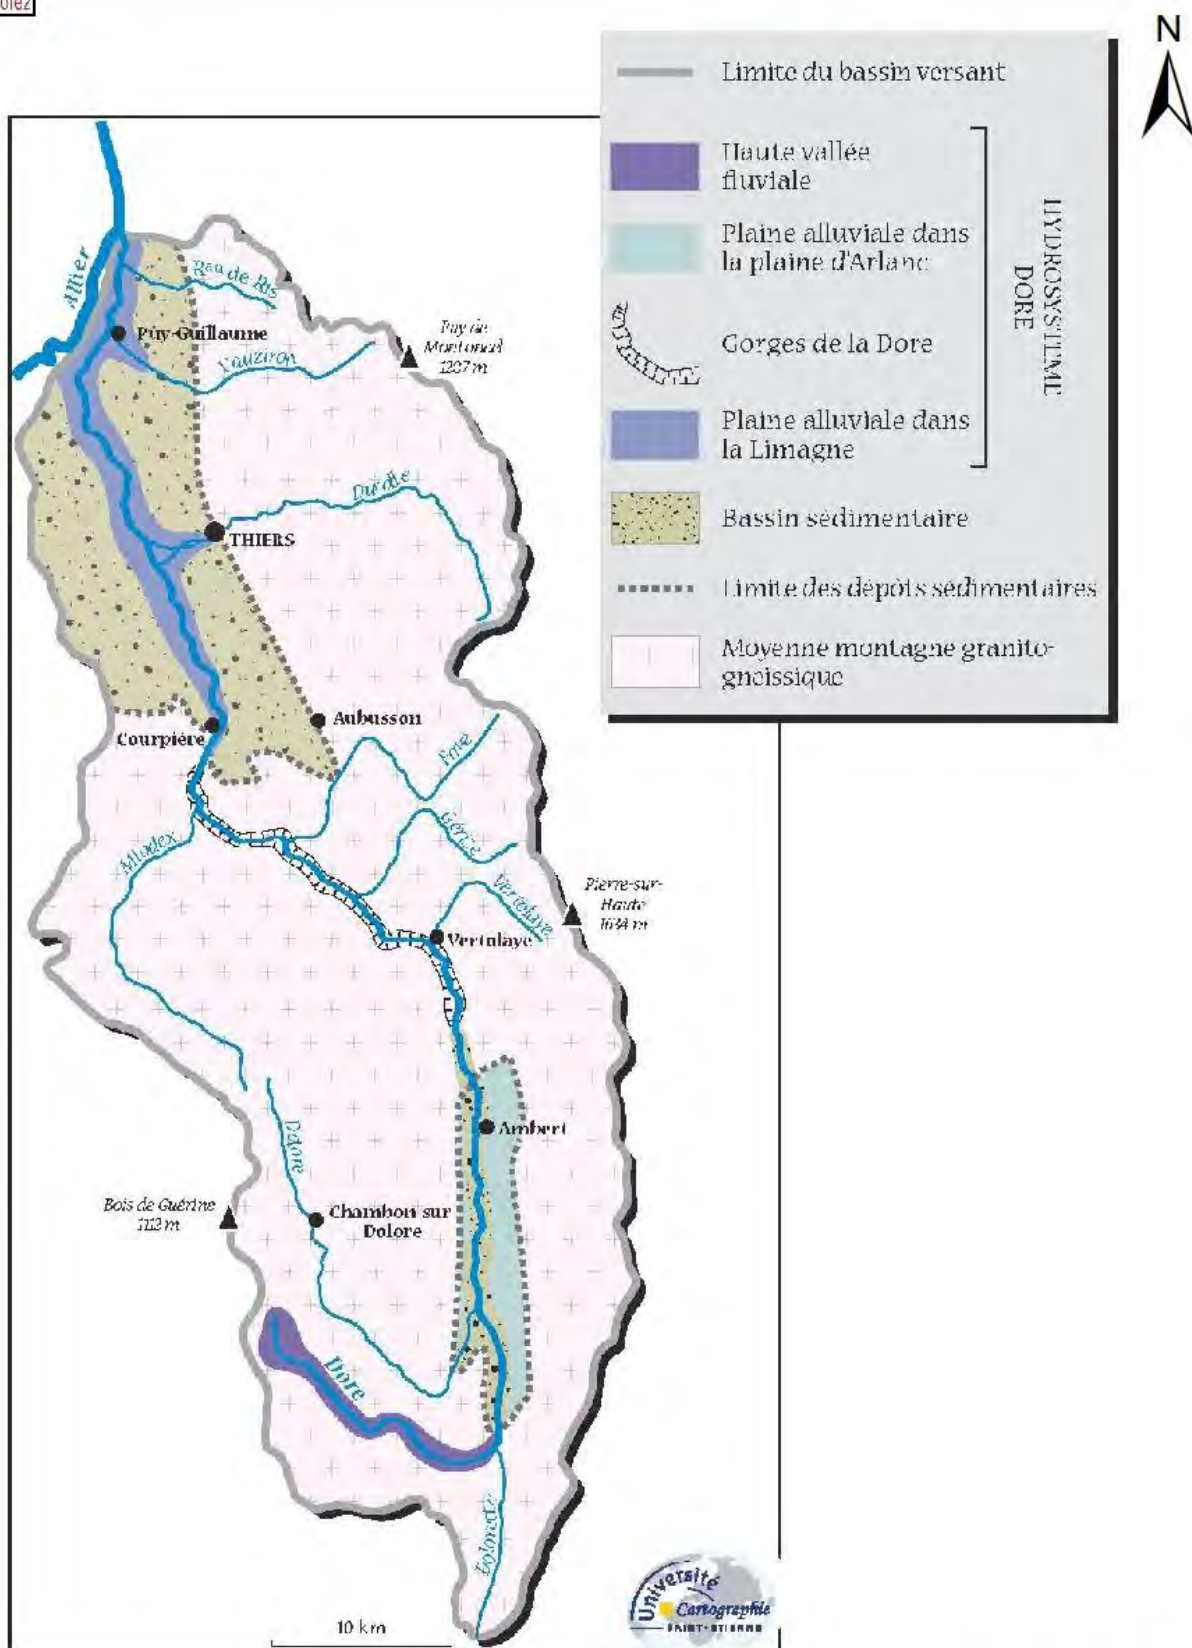 N
Limite du bassin versant
Haute vallée
fluviale
Plaine alluviale dans
la plaine d'Arlanc
Gorges de la Dore
Plaine alluviale dans
la Limagne
HYDROSYSTEME
DORE
Bassin sédimentaire
Limite des dépôts sédimentaires
Moyenne montagne granito-
gneissique
Allier
Rau de Ris
Puy-Guillaume
Vauziron
Puy de
Montoncel
1287 m
Durolle
THIERS
Aubusson
Courpière
Faye
Miodex
Vertolaye
Pierre-sur-
Haute
1634 m
Vertolaye
Ambert
Dolore
Bois de Guérine
1112 m
Chambon sur
Dolore
Dore
Dolorette
10 km
Université
Cartographie
SAINT-ETIENNE